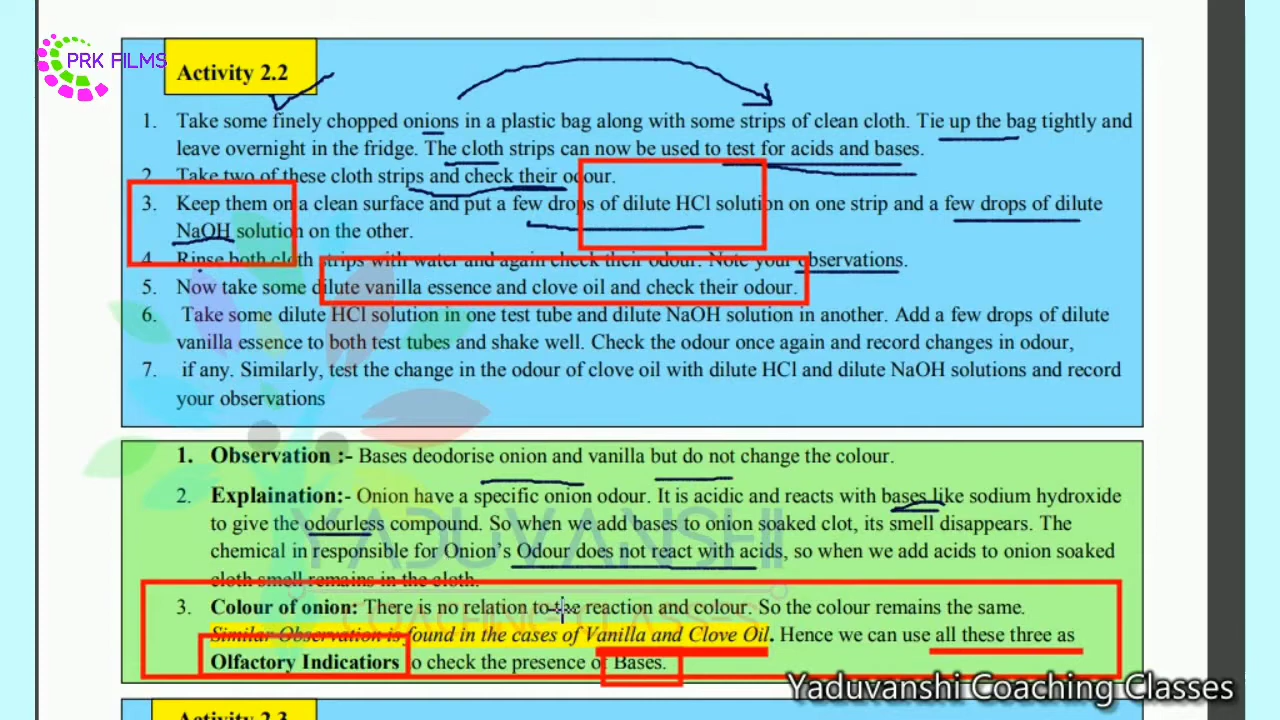 PRK FILMS
Activity 2.2
1. Take some finely chopped onions in a plastic bag along with some strips of clean cloth. Tie up the bag tightly and
leave overnight in the fridge. The cloth strips can now be used to test for acids and bases.
2. Take two of these cloth strips and check their odour.
3. Keep them on a clean surface and put a few drops of dilute HCl solution on one strip and a few drops of dilute
NaOH solution on the other.
4. Rinse both cloth strips with water and again check their odour. Note your observations.
5. Now take some dilute vanilla essence and clove oil and check their odour.
6. Take some dilute HCl solution in one test tube and dilute NaOH solution in another. Add a few drops of dilute
vanilla essence to both test tubes and shake well. Check the odour once again and record changes in odour,
7. if any. Similarly, test the change in the odour of clove oil with dilute HCl and dilute NaOH solutions and record
your observations
1. Observation :- Bases deodorise onion and vanilla but do not change the colour.
2. Explaination:- Onion have a specific onion odour. It is acidic and reacts with bases like sodium hydroxide
to give the odourless compound. So when we add bases to onion soaked clot, its smell disappears. The
chemical in responsible for Onion's Odour does not react with acids, so when we add acids to onion soaked
cloth smell remains in the cloth.
YADUVANSHI
COACHING CLASSES
3. Colour of onion: There is no relation to the reaction and colour. So the colour remains the same.
Similar Observation is found in the cases of Vanilla and Clove Oil. Hence we can use all these three as
Olfactory Indicatiors to check the presence of Bases.
Yaduvanshi Coaching Classes
Activity 2.3